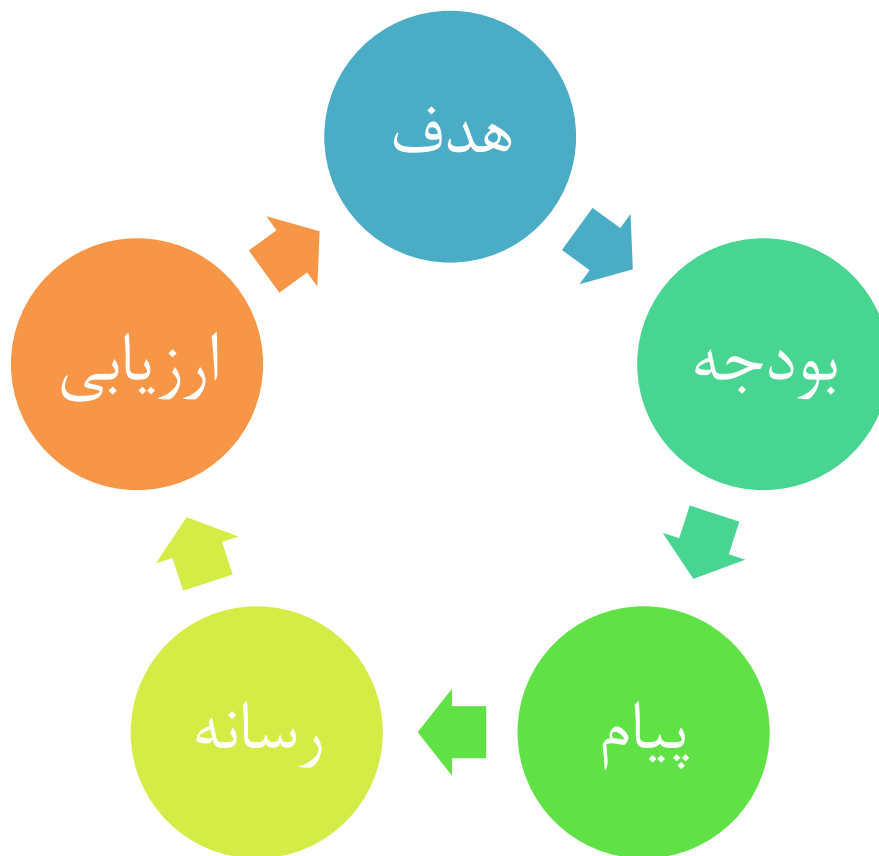 هدف
بودجه
پیام
رسانه
ارزیابی